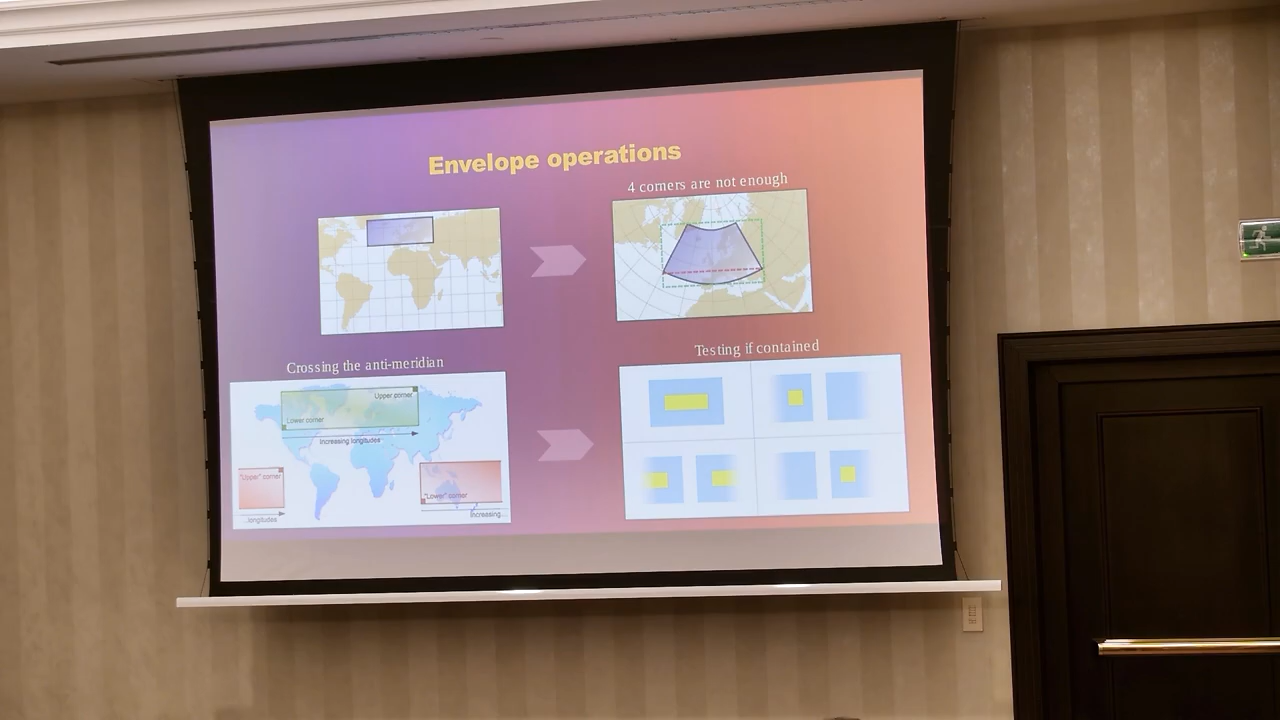 Envelope operations
4 corners are not enough
Crossing the anti-meridian
Testing if contained
Upper corner
Lower corner
Increasing longitudes
"Upper" corner
"Lower" corner
...longitudes
Increasing...